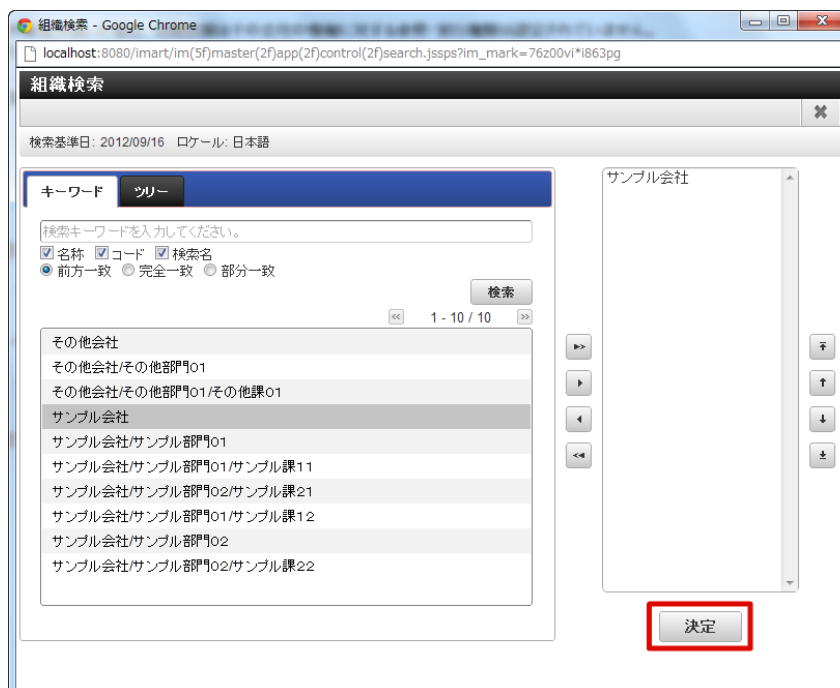 組織検索 - Google Chrome
localhost:8080/imart/im(5f)master(2f)app(2f)control(2f)search.jssps?im_mark=76z00vi*i863pg
組織検索
検索基準日: 2012/09/16 ロケール: 日本語
キーワード ツリー
検索キーワードを入力してください。
名称 コード 検索名
前方一致 完全一致 部分一致
検索
1 - 10 / 10
その他会社
その他会社/その他部門01
その他会社/その他部門01/その他課01
サンプル会社
サンプル会社/サンプル部門01
サンプル会社/サンプル部門01/サンプル課11
サンプル会社/サンプル部門02/サンプル課21
サンプル会社/サンプル部門01/サンプル課12
サンプル会社/サンプル部門02
サンプル会社/サンプル部門02/サンプル課22
サンプル会社
決定